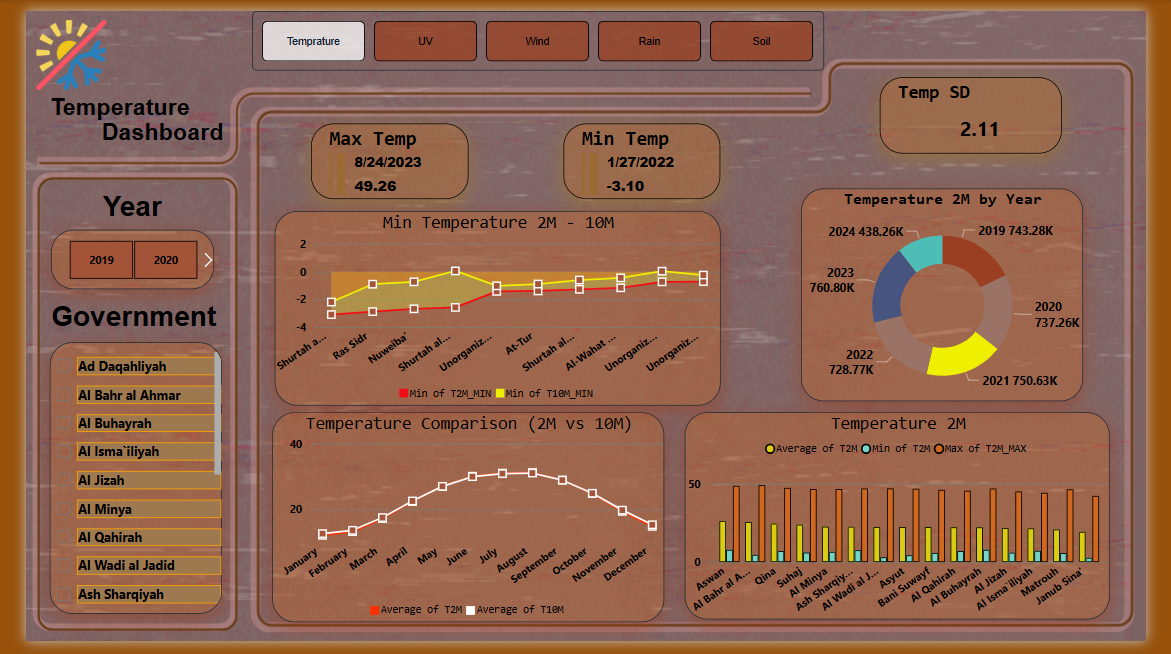 Temprature
UV
Wind
Rain
Soil
Temperature
Dashboard
Max Temp
8/24/2023
49.26
Min Temp
1/27/2022
-3.10
Temp SD
2.11
Year
2019
2020
Government
Ad Daqahliyah
Al Bahr al Ahmar
Al Buhayrah
Al Isma`iliyah
Al Jizah
Al Minya
Al Qahirah
Al Wadi al Jadid
Ash Sharqiyah
Min Temperature 2M - 10M
2
0
-2
-4
Shurtah a...
Ras Sidr
Nuweiba'
Shurtah al...
Unorganiz...
At-Tur
Shurtah al...
Al-Wahat ...
Unorganiz...
Unorganiz...
Min of T2M_MIN
Min of T10M_MIN
Temperature 2M by Year
2024 438.26K
2019 743.28K
2023
760.80K
2020
737.26K
2022
728.77K
2021 750.63K
Temperature Comparison (2M vs 10M)
40
20
January
February
March
April
May
June
July
August
September
October
November
December
Average of T2M
Average of T10M
Temperature 2M
Average of T2M
Min of T2M
Max of T2M_MAX
50
0
Aswan
Al Bahr al A...
Qina
Suhaj
Al Minya
Ash Sharqiy...
Al Wadi al J...
Asyut
Bani Suwayf
Al Qahirah
Al Buhayrah
Al Jizah
Al Isma`iliyah
Matrouh
Janub Sina'